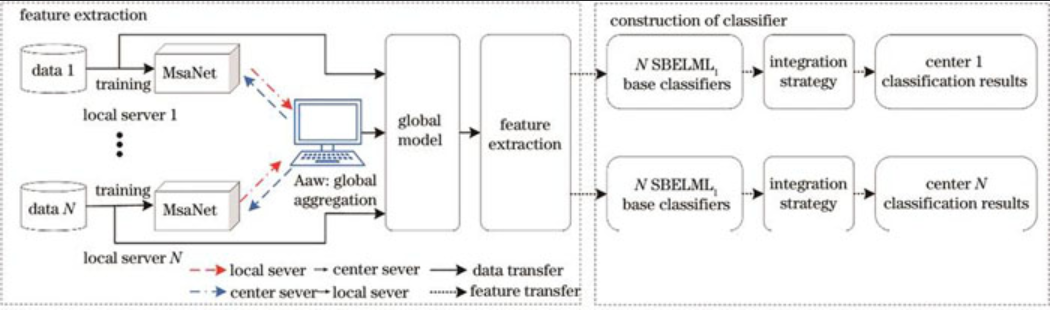 feature extraction
data 1
training
MsaNet
local server 1
data N
training
MsaNet
local server N
Aaw: global
aggregation
global
model
feature
extraction
local sever → center sever
data transfer
center sever→ local sever
feature transfer
construction of classifier
N SBELML₁
base classifiers
integration
strategy
center 1
classification results
N SBELML₁
base classifiers
integration
strategy
center N
classification results